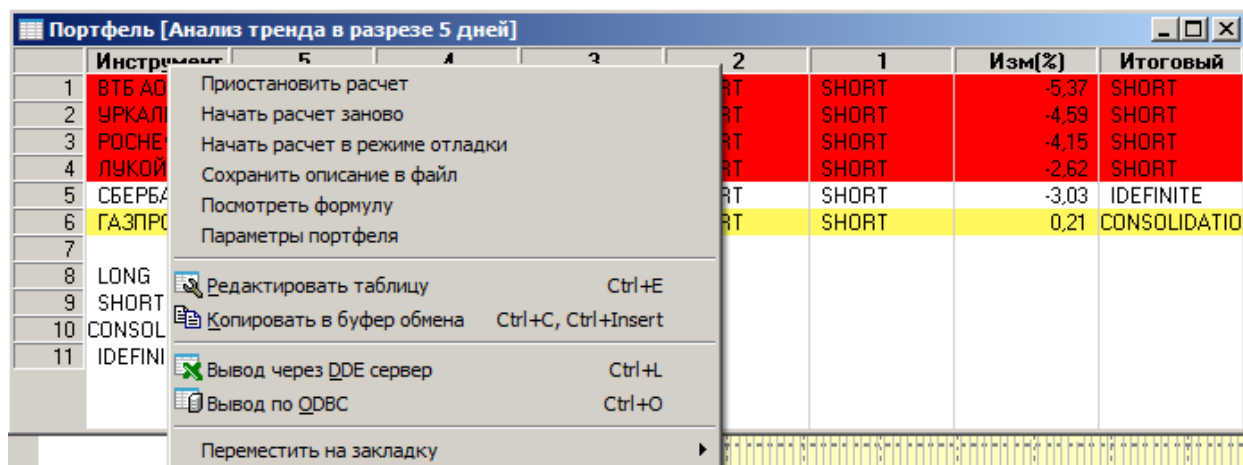 Портфель [Анализ тренда в разрезе 5 дней]
Инструмент 5 4 3 2 1 Изм(%) Итоговый
1 ВТБ АО SHORT -5,37 SHORT
2 SHORT -4,59 SHORT
3 SHORT -4,15 SHORT
4 SHORT -2,62 SHORT
5 SHORT -3,03 IDEFINITE
6 SHORT 0,21 CONSOLIDATIO
7
8 LONG
9 SHORT
10 CONSOL
11 IDEFINI
Приостановить расчет
Начать расчет заново
Начать расчет в режиме отладки
Сохранить описание в файл
Посмотреть формулу
Параметры портфеля
Редактировать таблицу Ctrl+E
Копировать в буфер обмена Ctrl+C, Ctrl+Insert
Вывод через DDE сервер Ctrl+L
Вывод по ODBC Ctrl+O
Переместить на закладку